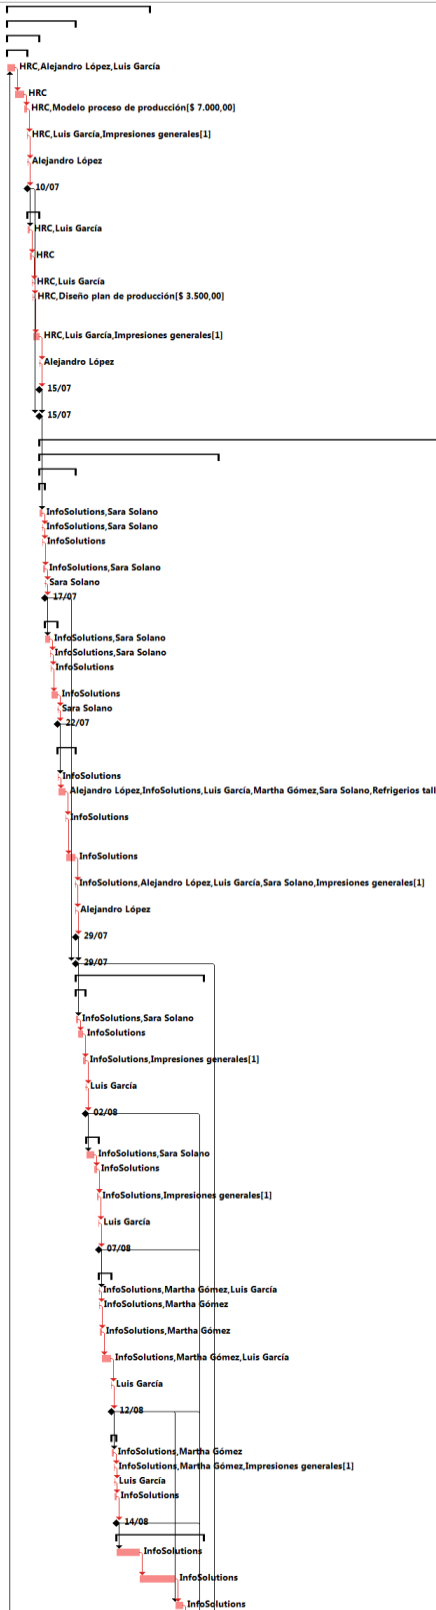 HRC,Alejandro López,Luis García
HRC
HRC,Modelo proceso de producción[$ 7.000,00]
HRC,Luis García,Impresiones generales[1]
Alejandro López
10/07
HRC,Luis García
HRC
HRC,Luis García
HRC,Diseño plan de producción[$ 3.500,00]
HRC,Luis García,Impresiones generales[1]
Alejandro López
15/07
15/07
InfoSolutions,Sara Solano
InfoSolutions,Sara Solano
InfoSolutions
InfoSolutions,Sara Solano
Sara Solano
17/07
InfoSolutions,Sara Solano
InfoSolutions,Sara Solano
InfoSolutions
InfoSolutions
Sara Solano
22/07
InfoSolutions
Alejandro López,InfoSolutions,Luis García,Martha Gómez,Sara Solano,Refrigerios tall
InfoSolutions
InfoSolutions
InfoSolutions,Alejandro López,Luis García,Sara Solano,Impresiones generales[1]
Alejandro López
29/07
29/07
InfoSolutions,Sara Solano
InfoSolutions
InfoSolutions,Impresiones generales[1]
Luis García
02/08
InfoSolutions,Sara Solano
InfoSolutions
InfoSolutions,Impresiones generales[1]
Luis García
07/08
InfoSolutions,Martha Gómez,Luis García
InfoSolutions,Martha Gómez
InfoSolutions,Martha Gómez
InfoSolutions,Martha Gómez,Luis García
Luis García
12/08
InfoSolutions,Martha Gómez
InfoSolutions,Martha Gómez,Impresiones generales[1]
Luis García
InfoSolutions
14/08
InfoSolutions
InfoSolutions
InfoSolutions